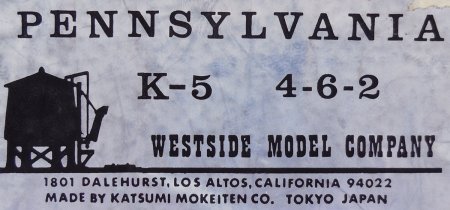 PENNSYLVANIA
K-5 4-6-2
WESTSIDE MODEL COMPANY
1801 DALEHURST, LOS ALTOS, CALIFORNIA 94022
MADE BY KATSUMI MOKEITEN CO. TOKYO JAPAN